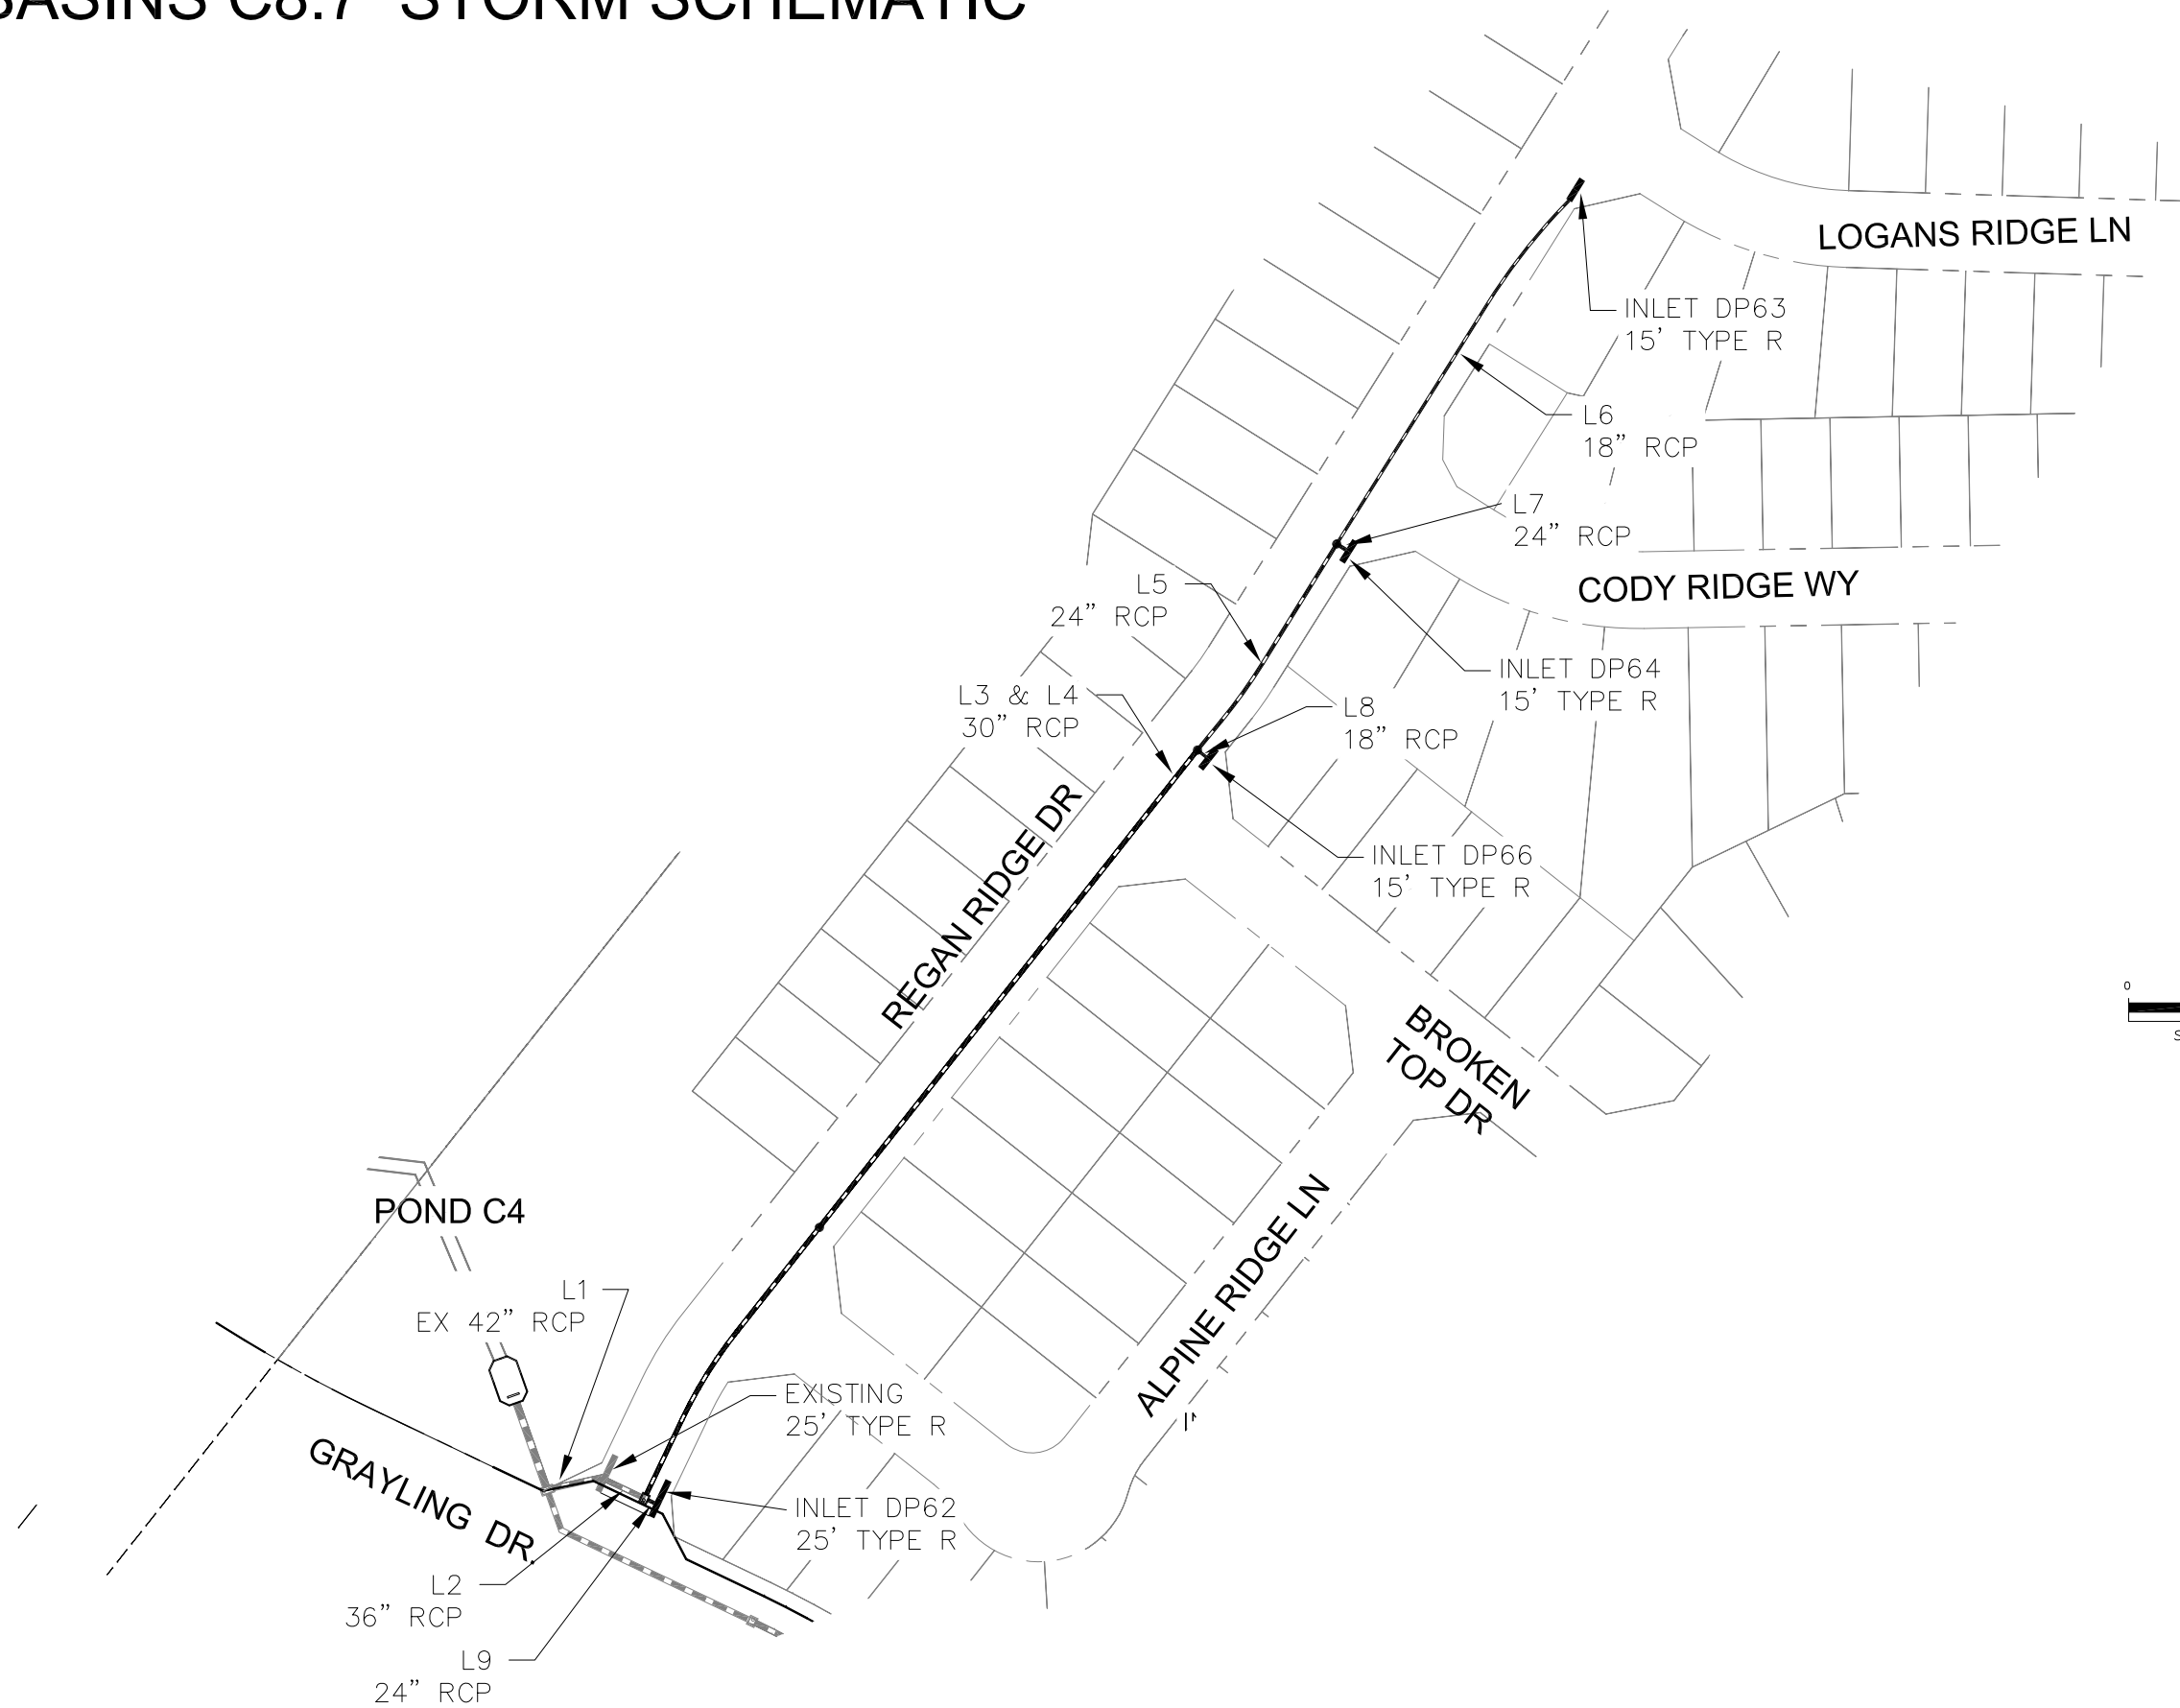 BASINS C8.7 STORM SCHEMATIC
LOGANS RIDGE LN
INLET DP63
15' TYPE R
L6
18" RCP
L7
24" RCP
CODY RIDGE WY
L5
24" RCP
INLET DP64
15' TYPE R
L3 & L4
30" RCP
L8
18" RCP
INLET DP66
15' TYPE R
REGAN RIDGE DR
BROKEN
TOP DR
0
POND C4
ALPINE RIDGE LN
L1
EX 42" RCP
EXISTING
25' TYPE R
GRAYLING DR.
INLET DP62
25' TYPE R
L2
36" RCP
L9
24" RCP